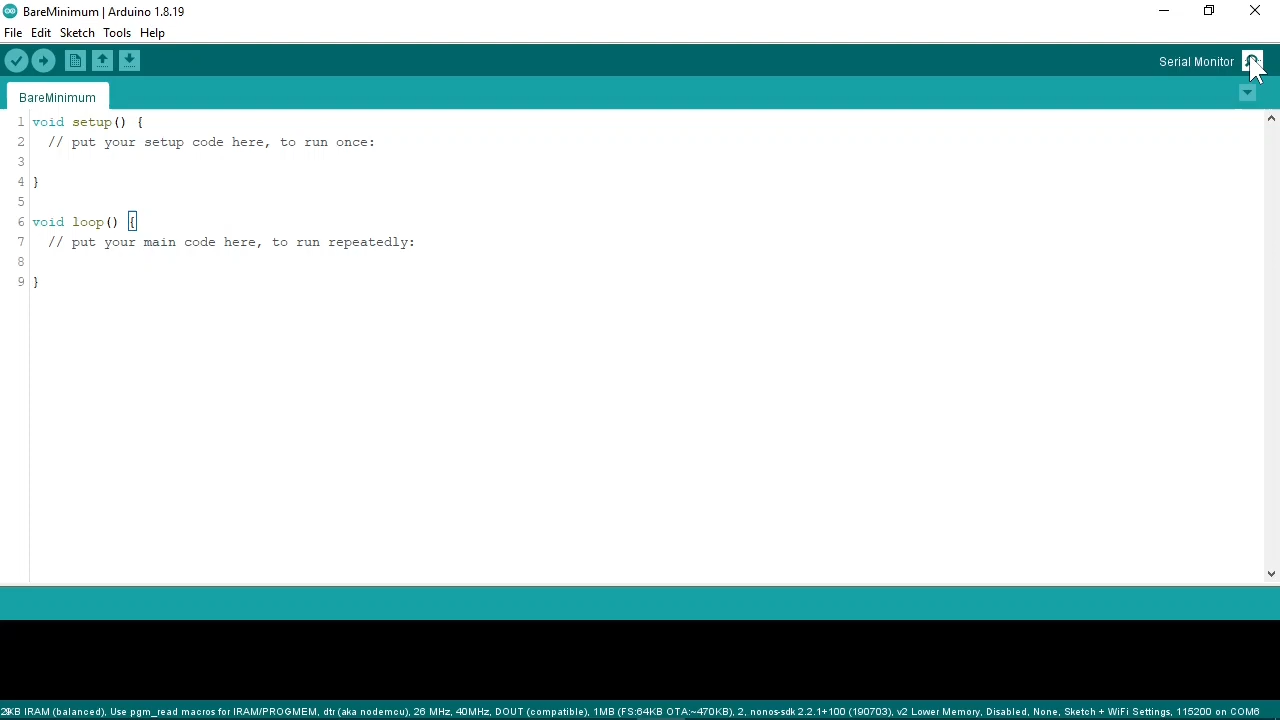 BareMinimum | Arduino 1.8.19
File Edit Sketch Tools Help
Serial Monitor
BareMinimum
1 void setup() {
2 // put your setup code here, to run once:
3
4 }
5
6 void loop() {
7 // put your main code here, to run repeatedly:
8
9 }
KB IRAM (balanced), Use pgm_read macros for IRAM/PROGMEM, dtr (aka nodemcu), 26 MHz, 40MHz, DOUT (compatible), 1MB (FS:64KB OTA:~470KB), 2, nonos-sdk 2.2.1+100 (190703), v2 Lower Memory, Disabled, None, Sketch + WiFi Settings, 115200 on COM6